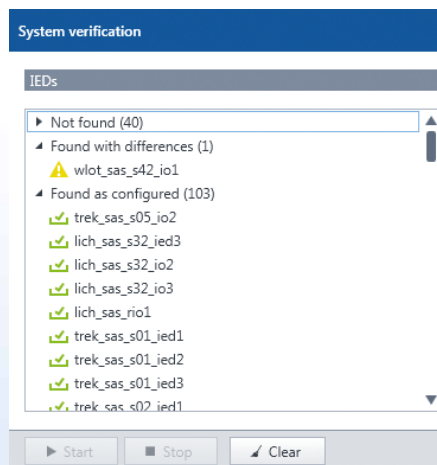 System verification
IEDs
Not found (40)
Found with differences (1)
wlot_sas_s42_io1
Found as configured (103)
trek_sas_s05_io2
lich_sas_s32_ied3
lich_sas_s32_io2
lich_sas_s32_io3
lich_sas_rio1
trek_sas_s01_ied1
trek_sas_s01_ied2
trek_sas_s01_ied3
trek_sas_s02_ied1
Start Stop Clear